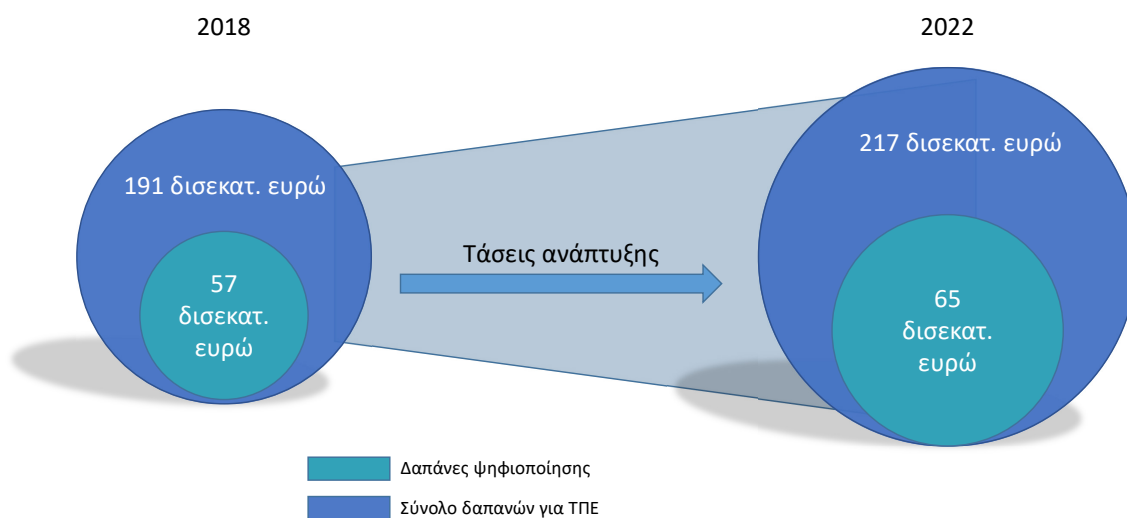 2018
2022
191 δισεκατ. ευρώ
217 δισεκατ. ευρώ
Τάσεις ανάπτυξης
57
δισεκατ.
ευρώ
65
δισεκατ.
ευρώ
Δαπάνες ψηφιοποίησης
Σύνολο δαπανών για ΤΠΕ